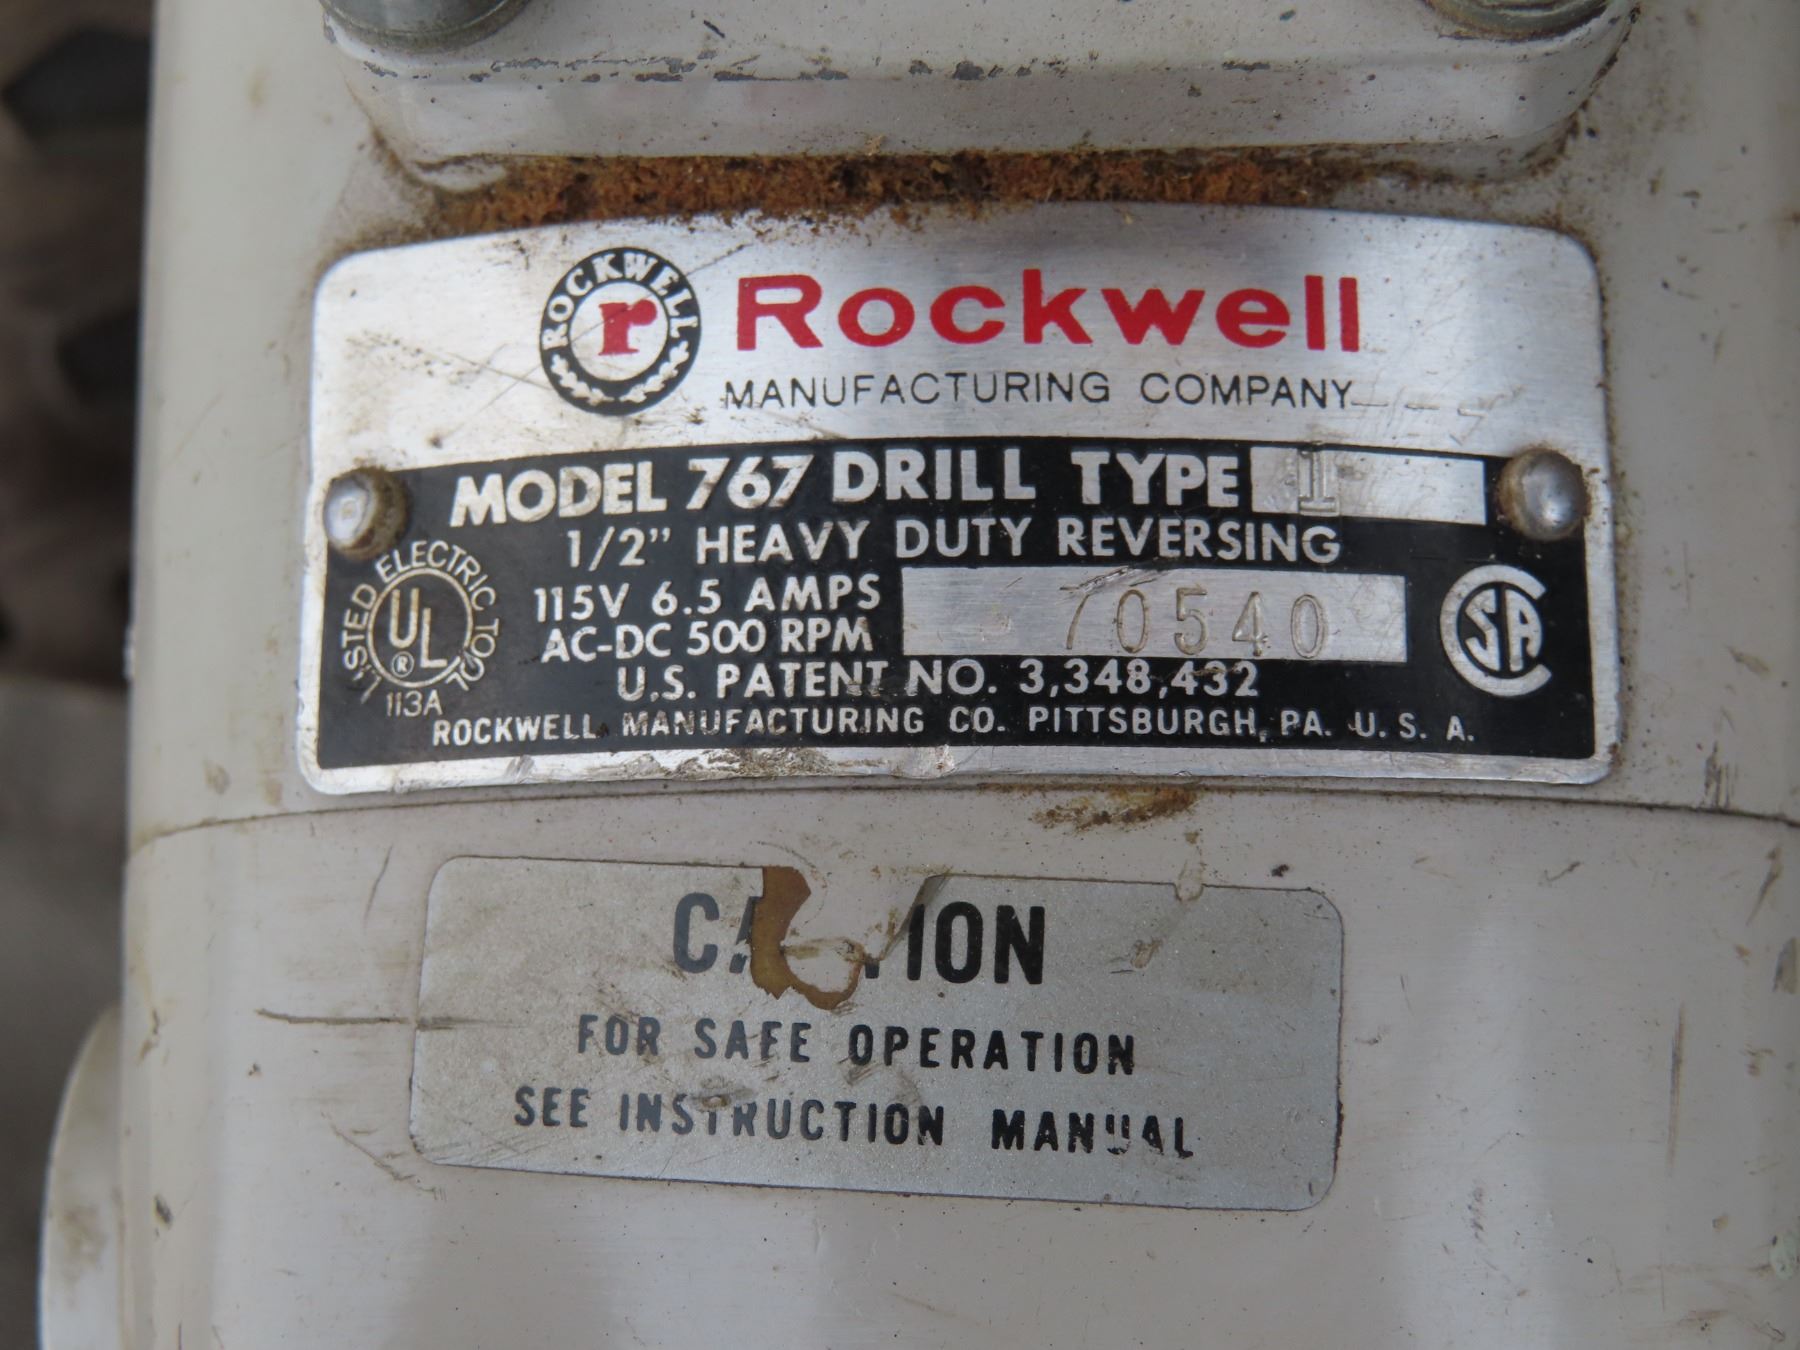 ROCKWELL
r
Rockwell
MANUFACTURING COMPANY
MODEL 767 DRILL TYPE 1
1/2" HEAVY DUTY REVERSING
115V 6.5 AMPS
AC-DC 500 RPM
70540
U.S. PATENT NO. 3,348,432
ROCKWELL MANUFACTURING CO. PITTSBURGH, PA. U. S. A.
LISTED ELECTRIC TOOL
UL
®
113A
CSA
CAUTION
FOR SAFE OPERATION
SEE INSTRUCTION MANUAL